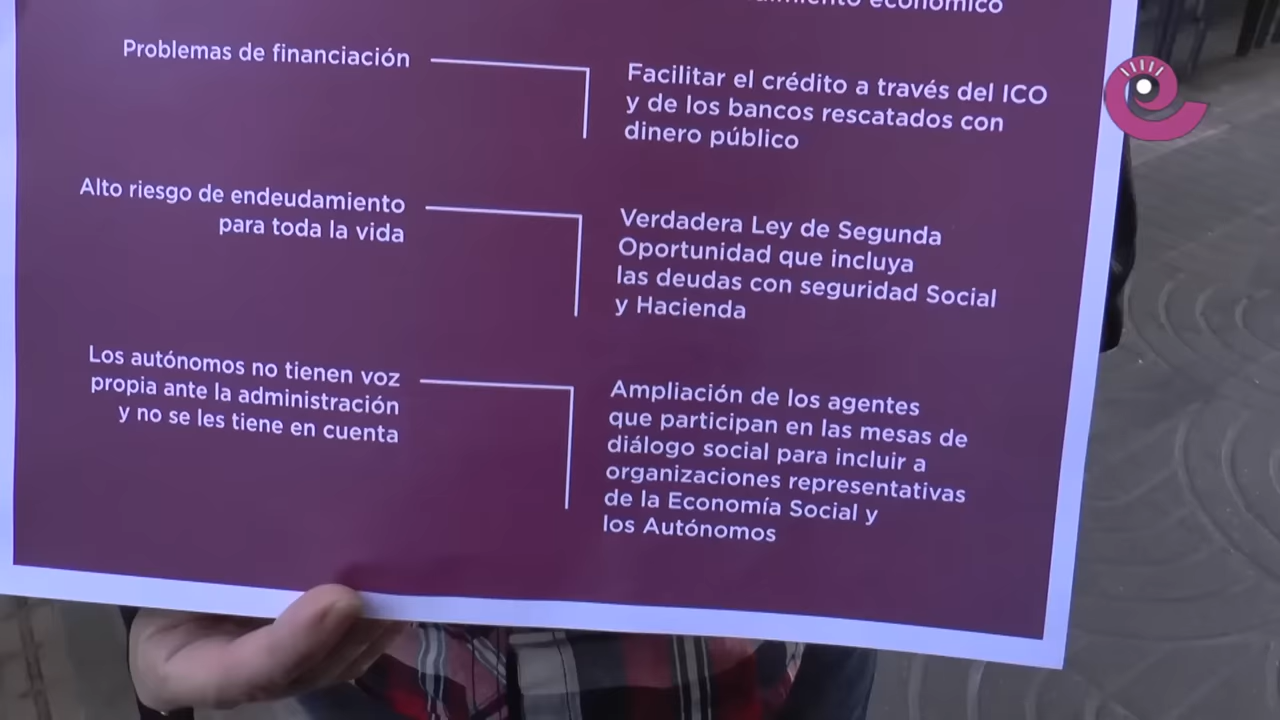 económico
Problemas de financiación
Facilitar el crédito a través del ICO
y de los bancos rescatados con
dinero público
Alto riesgo de endeudamiento
para toda la vida
Verdadera Ley de Segunda
Oportunidad que incluya
las deudas con seguridad Social
y Hacienda
Los autónomos no tienen voz
propia ante la administración
y no se les tiene en cuenta
Ampliación de los agentes
que participan en las mesas de
diálogo social para incluir a
organizaciones representativas
de la Economía Social y
los Autónomos